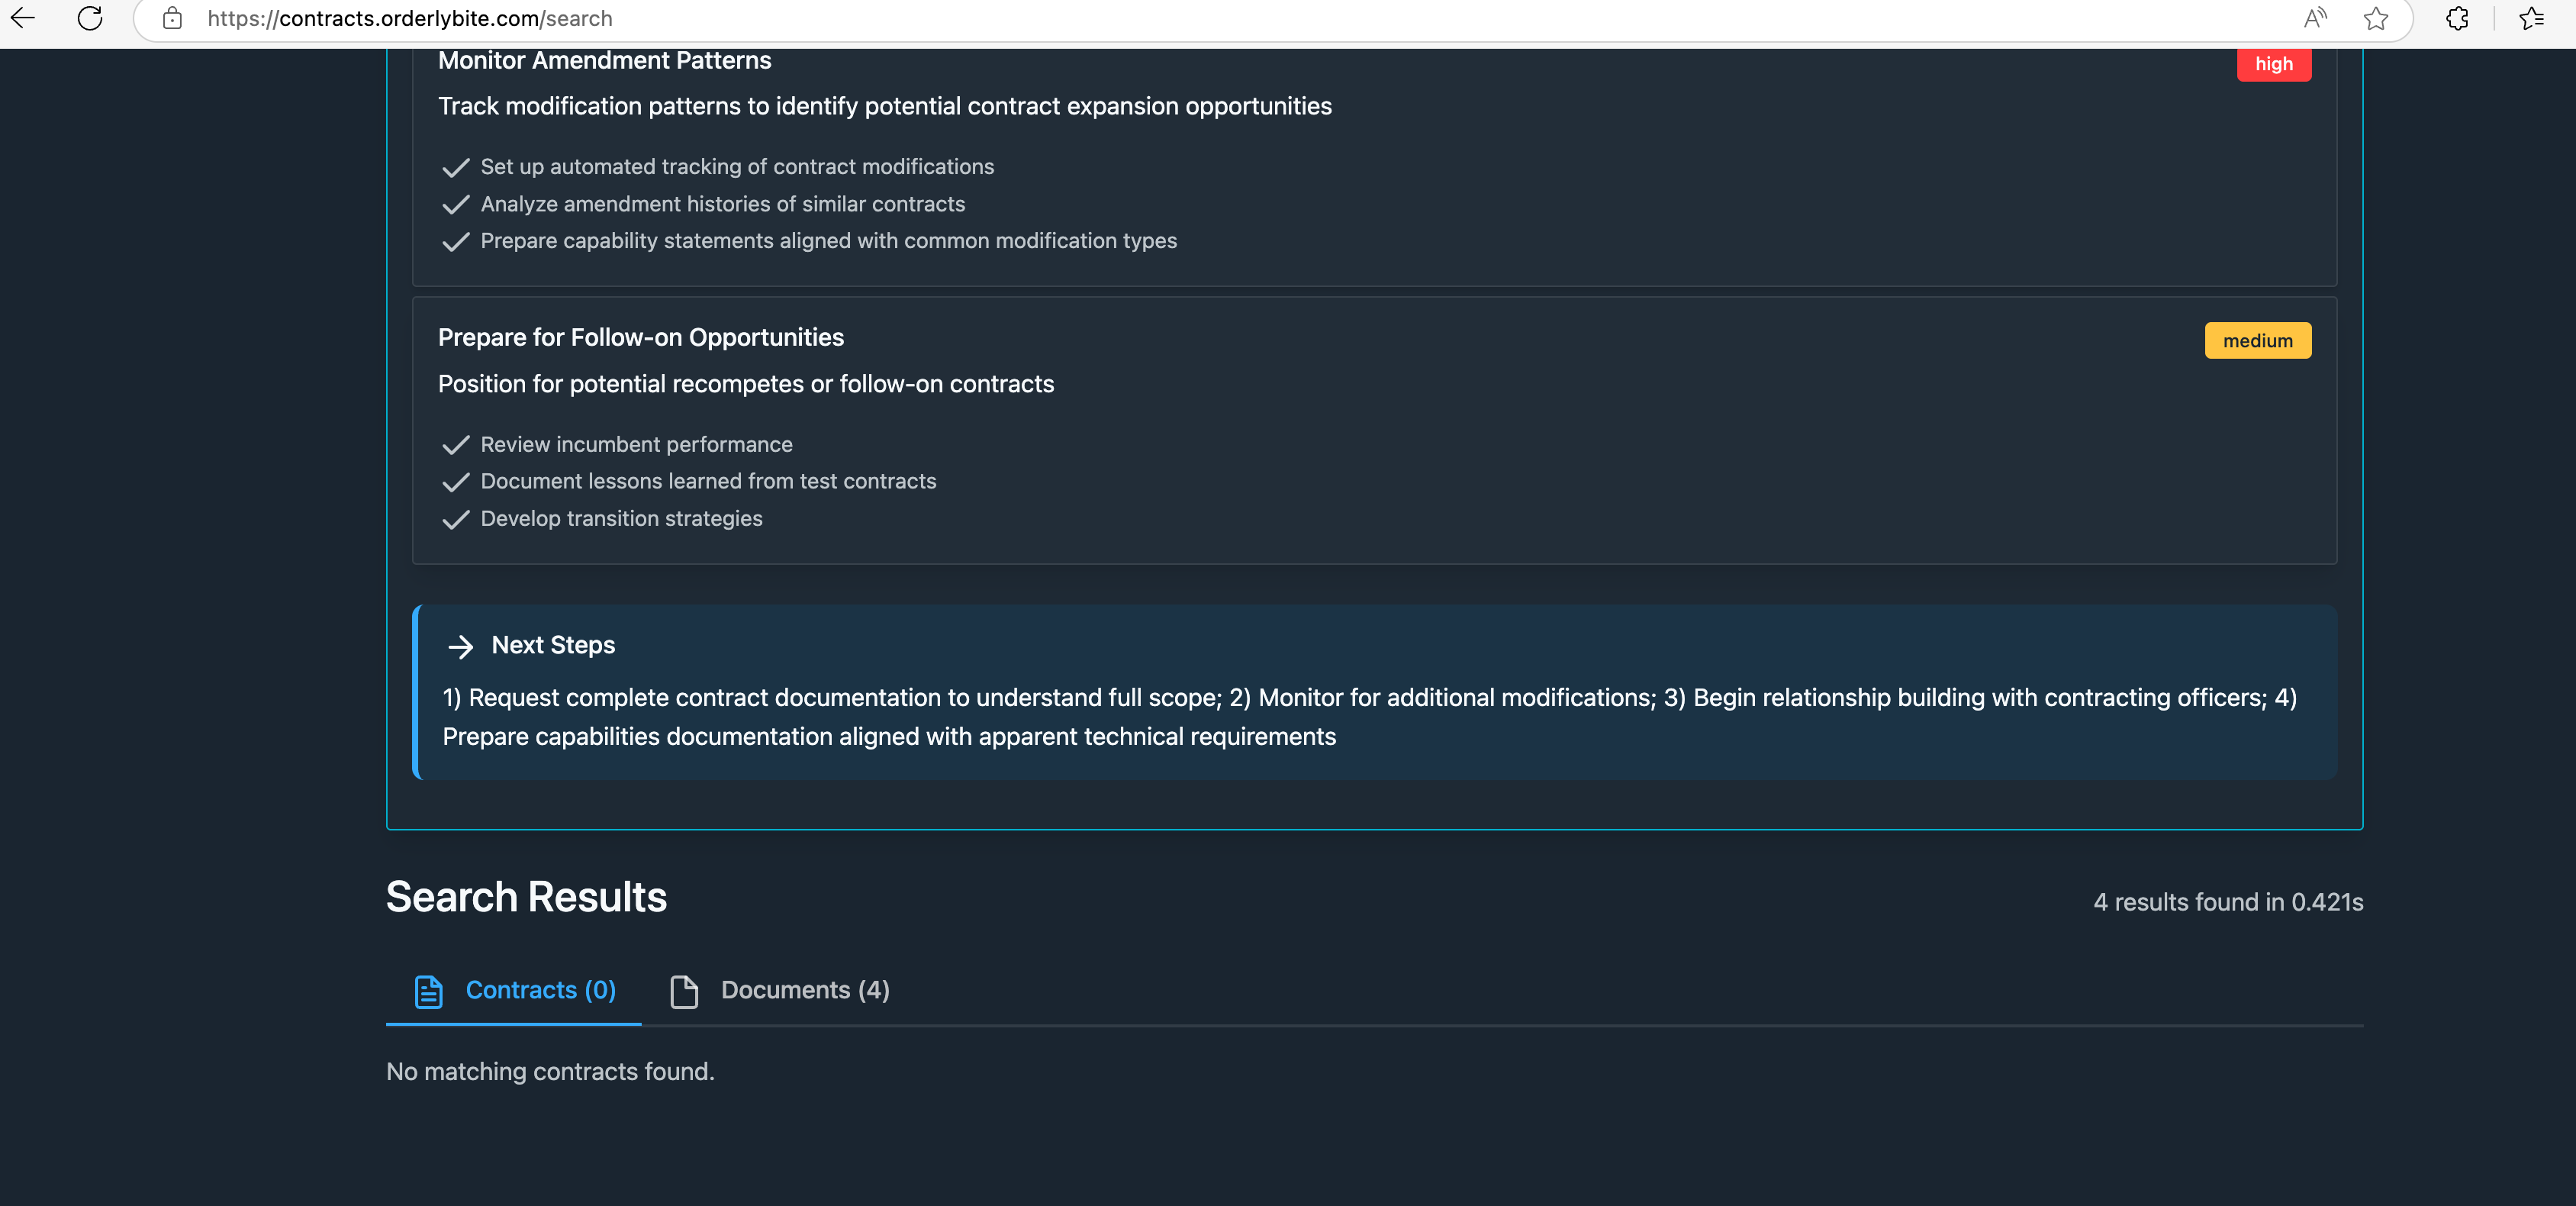 https://contracts.orderlybite.com/search
Monitor Amendment Patterns
high
Track modification patterns to identify potential contract expansion opportunities
Set up automated tracking of contract modifications
Analyze amendment histories of similar contracts
Prepare capability statements aligned with common modification types
Prepare for Follow-on Opportunities
medium
Position for potential recompetes or follow-on contracts
Review incumbent performance
Document lessons learned from test contracts
Develop transition strategies
Next Steps
1) Request complete contract documentation to understand full scope; 2) Monitor for additional modifications; 3) Begin relationship building with contracting officers; 4)
Prepare capabilities documentation aligned with apparent technical requirements
Search Results
4 results found in 0.421s
Contracts (0)
Documents (4)
No matching contracts found.